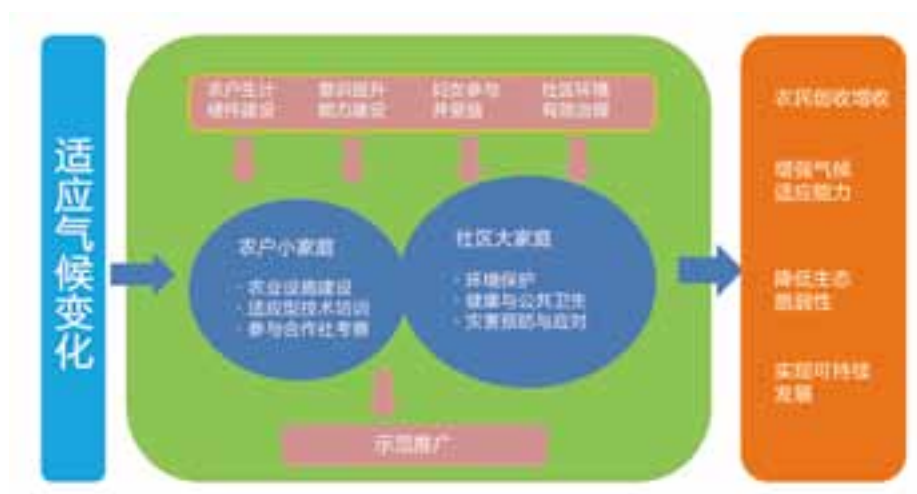 适应气候变化
农户生计
硬件建设
意识提升
能力建设
妇女参与
并受益
社区环境
有效治理
农户小家庭
· 农业设施建设
· 适应型技术培训
· 参与合作社考察
社区大家庭
· 环境保护
· 健康与公共卫生
· 灾害预防与应对
示范推广
农民创收增收
增强气候
适应能力
降低生态
脆弱性
实现可持续
发展